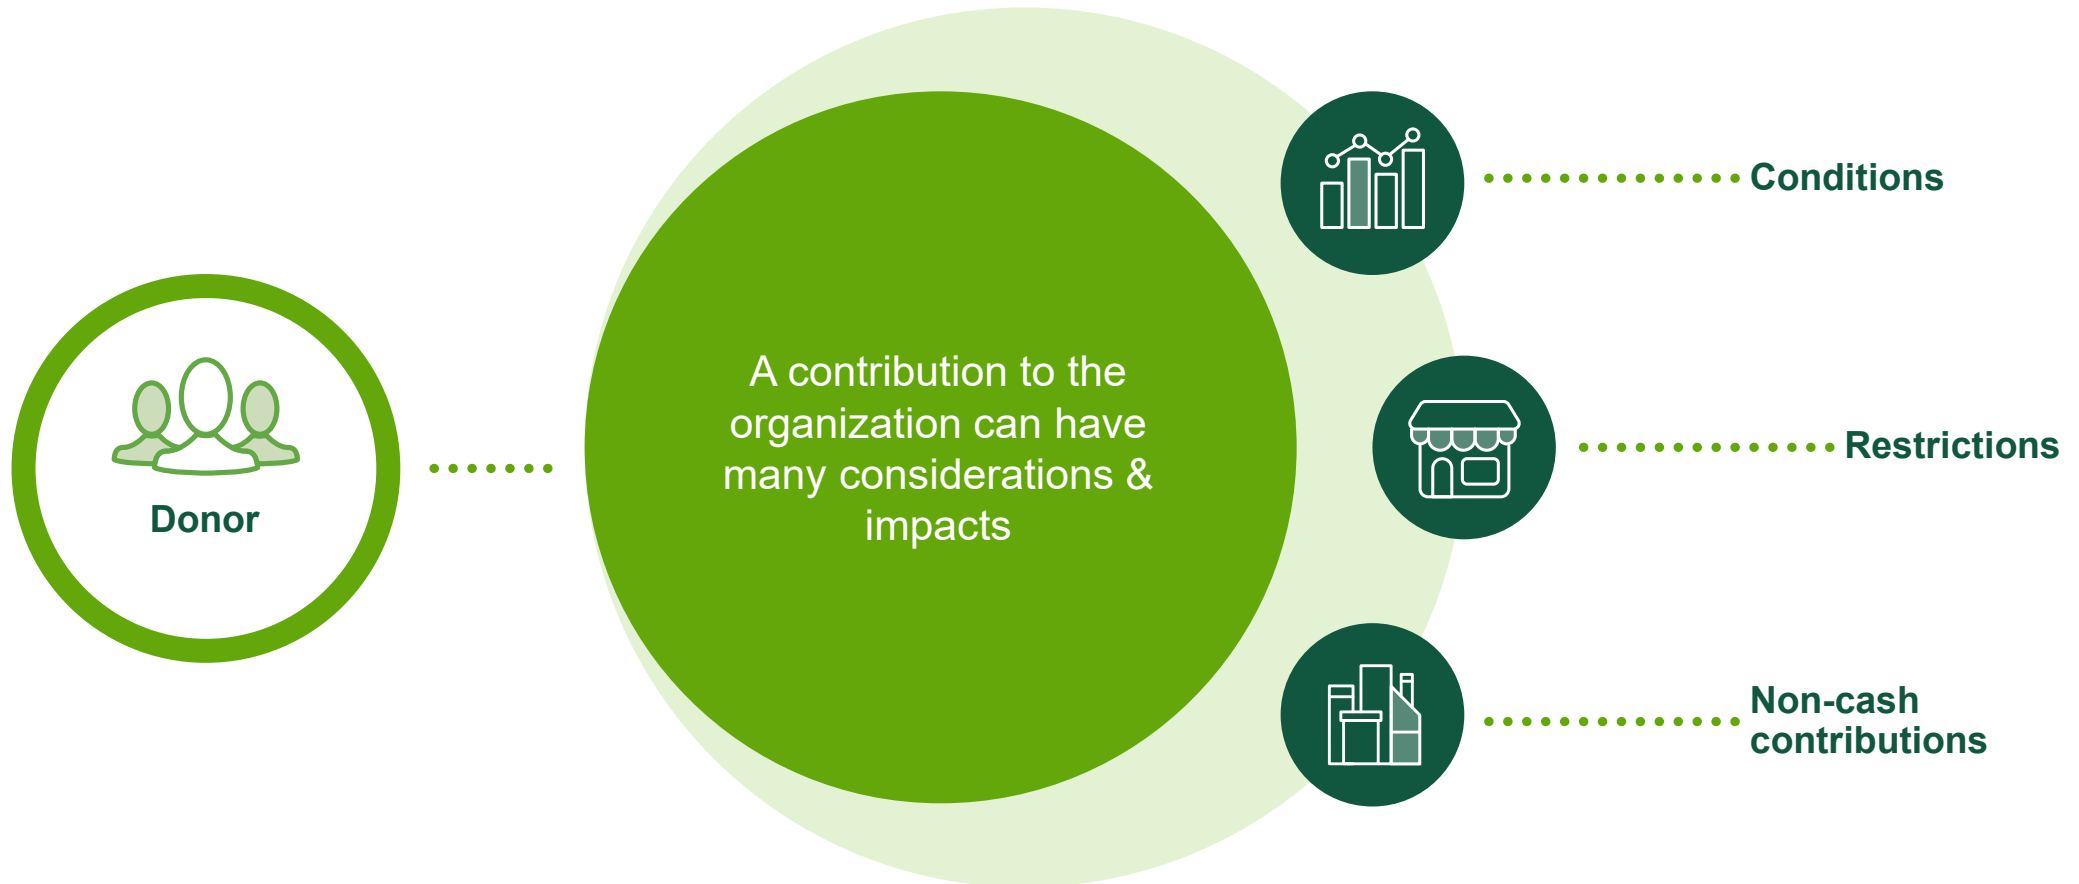 Donor
A contribution to the
organization can have
many considerations &
impacts
Conditions
Restrictions
Non-cash
contributions